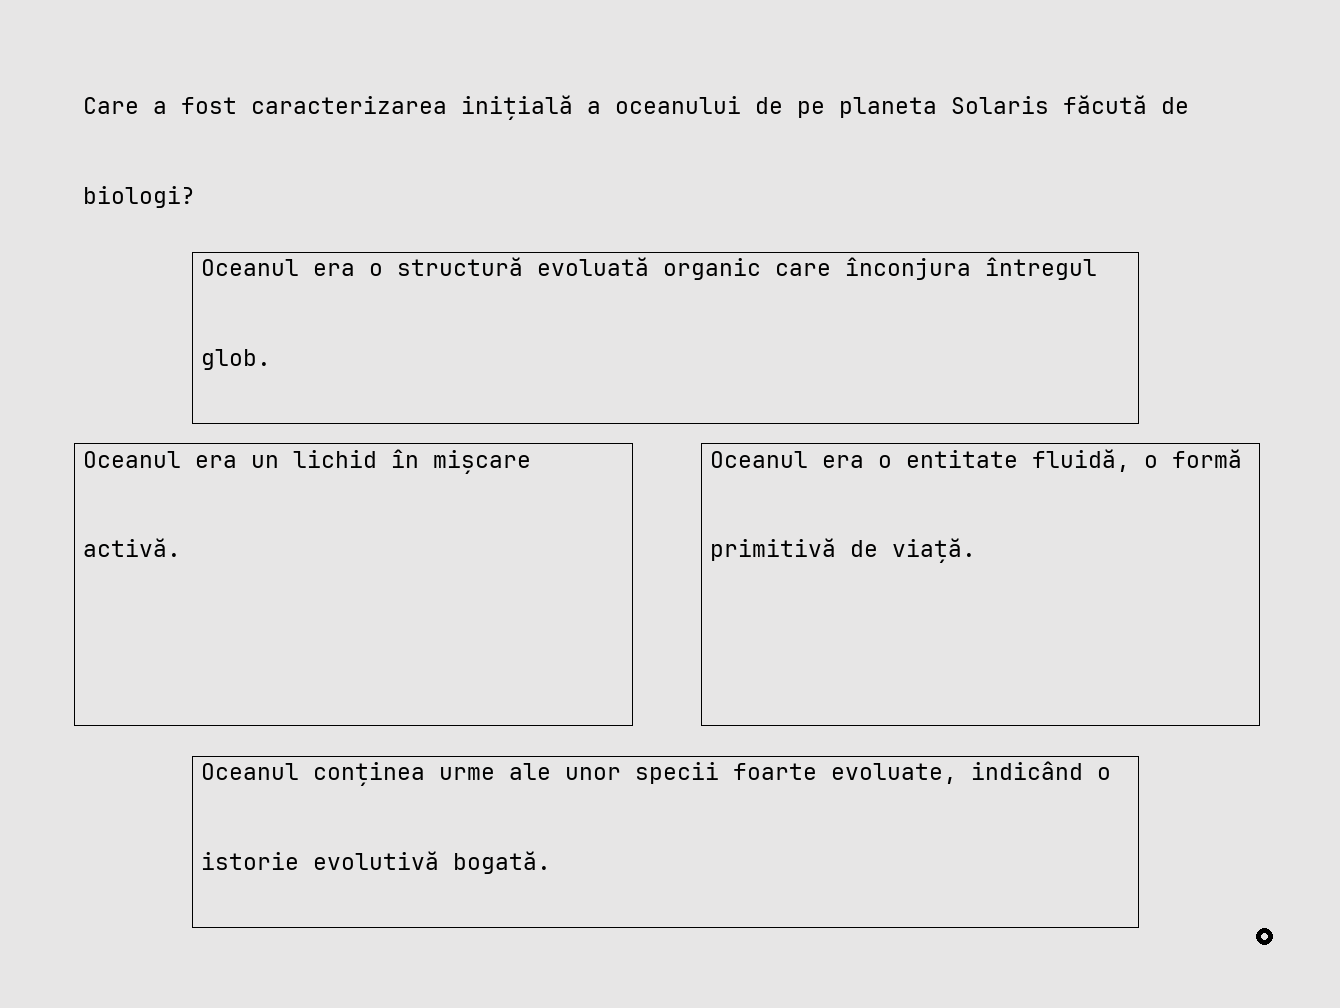 Care a fost caracterizarea inițială a oceanului de pe planeta Solaris făcută de
biologi?
Oceanul era o structură evoluată organic care înconjura întregul
glob.
Oceanul era un lichid în mișcare
activă.
Oceanul era o entitate fluidă, o formă
primitivă de viață.
Oceanul conținea urme ale unor specii foarte evoluate, indicând o
istorie evolutivă bogată.